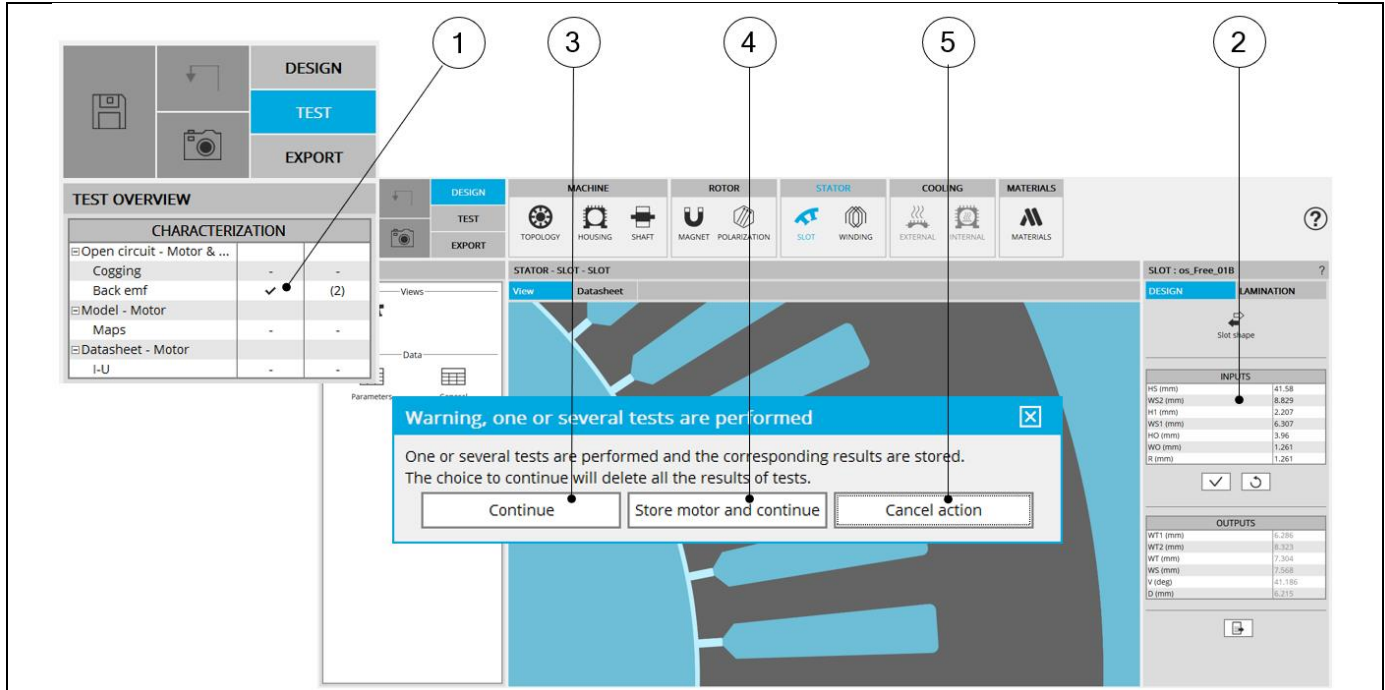 1
3
4
5
2
DESIGN
TEST
EXPORT
TEST OVERVIEW
CHARACTERIZATION
Open circuit - Motor & ...
Cogging - -
Back emf ✓ (2)
Model - Motor
Maps - -
Datasheet - Motor
I-U - -
DESIGN
TEST
EXPORT
MACHINE
TOPOLOGY HOUSING SHAFT
ROTOR
MAGNET POLARIZATION
STATOR
SLOT WINDING
COOLING
EXTERNAL INTERNAL
MATERIALS
MATERIALS
?
Views
Data
Parameters
STATOR - SLOT - SLOT
View Datasheet
Warning, one or several tests are performed
One or several tests are performed and the corresponding results are stored.
The choice to continue will delete all the results of tests.
Continue Store motor and continue Cancel action
SLOT : os_Free_01B ?
DESIGN LAMINATION
Slot shape
INPUTS
HS (mm) 41.58
WS2 (mm) 8.829
H1 (mm) 2.207
WS1 (mm) 6.307
HO (mm) 3.96
WO (mm) 1.261
R (mm) 1.261
OUTPUTS
WT1 (mm) 6.286
WT2 (mm) 8.323
WT (mm) 7.304
WS (mm) 7.568
V (deg) 41.186
D (mm) 6.215